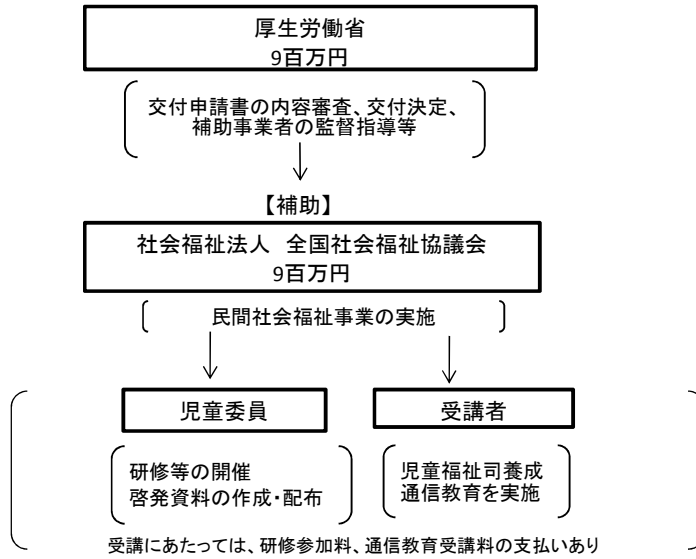 厚生労働省
9百万円
交付申請書の内容審査、交付決定、
補助事業者の監督指導等
【補助】
社会福祉法人　全国社会福祉協議会
9百万円
民間社会福祉事業の実施
児童委員
受講者
研修等の開催
啓発資料の作成・配布
児童福祉司養成
通信教育を実施
受講にあたっては、研修参加料、通信教育受講料の支払いあり